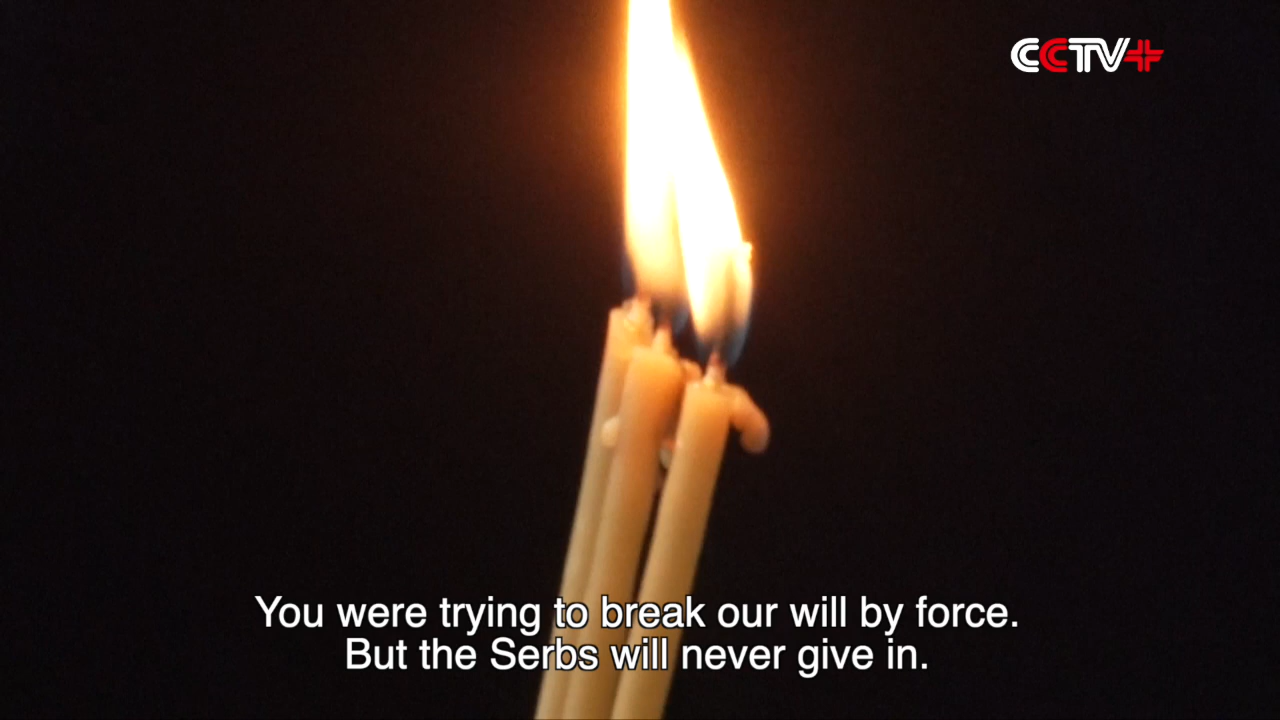 CCTV+
You were trying to break our will by force.
But the Serbs will never give in.